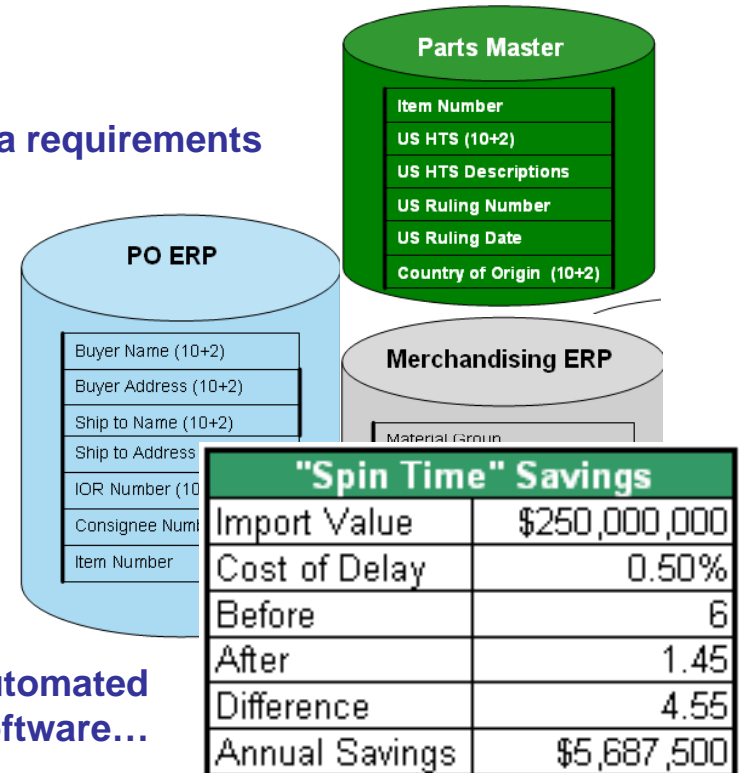 Parts Master
Item Number
US HTS (10+2)
US HTS Descriptions
US Ruling Number
US Ruling Date
Country of Origin (10+2)
a requirements
PO ERP
Buyer Name (10+2)
Buyer Address (10+2)
Ship to Name (10+2)
Ship to Address
IOR Number (10
Consignee Numb
Item Number
Merchandising ERP
Material Group
"Spin Time" Savings
Import Value $250,000,000
Cost of Delay 0.50%
Before 6
After 1.45
Difference 4.55
Annual Savings $5,687,500
utomated
oftware…